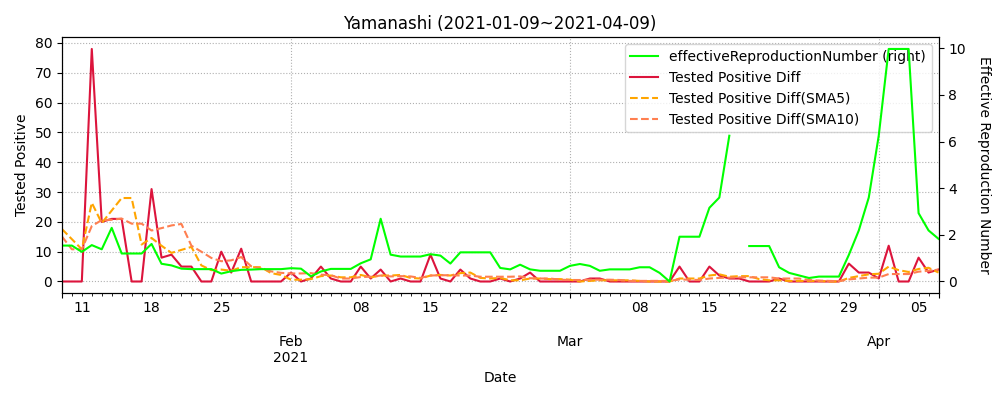 Yamanashi (2021-01-09~2021-04-09)
effectiveReproductionNumber (right)
Tested Positive Diff
Tested Positive Diff(SMA5)
Tested Positive Diff(SMA10)
Tested Positive
80
70
60
50
40
30
20
10
0
10
8
6
4
2
0
Effective Reproduction Number
11 18 25 08 15 22 08 15 22 29 05
Feb Mar Apr
2021
Date